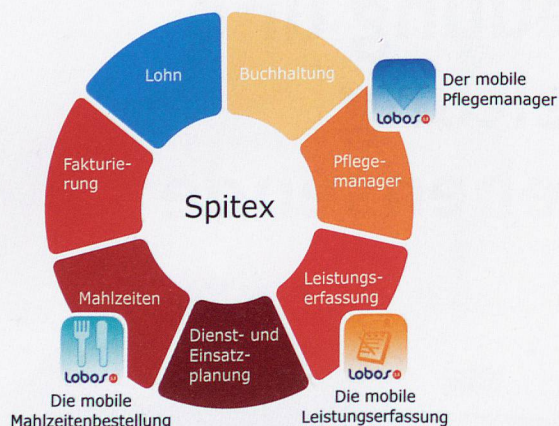 Lohn
Buchhaltung
Lobos
Der mobile
Pflegemanager
Fakturie-
rung
Pflege-
manager
Spitex
Mahlzeiten
Leistungs-
erfassung
Dienst- und
Einsatz-
planung
Lobos
Die mobile
Mahlzeitenbestellung
Lobos
Die mobile
Leistungserfassung